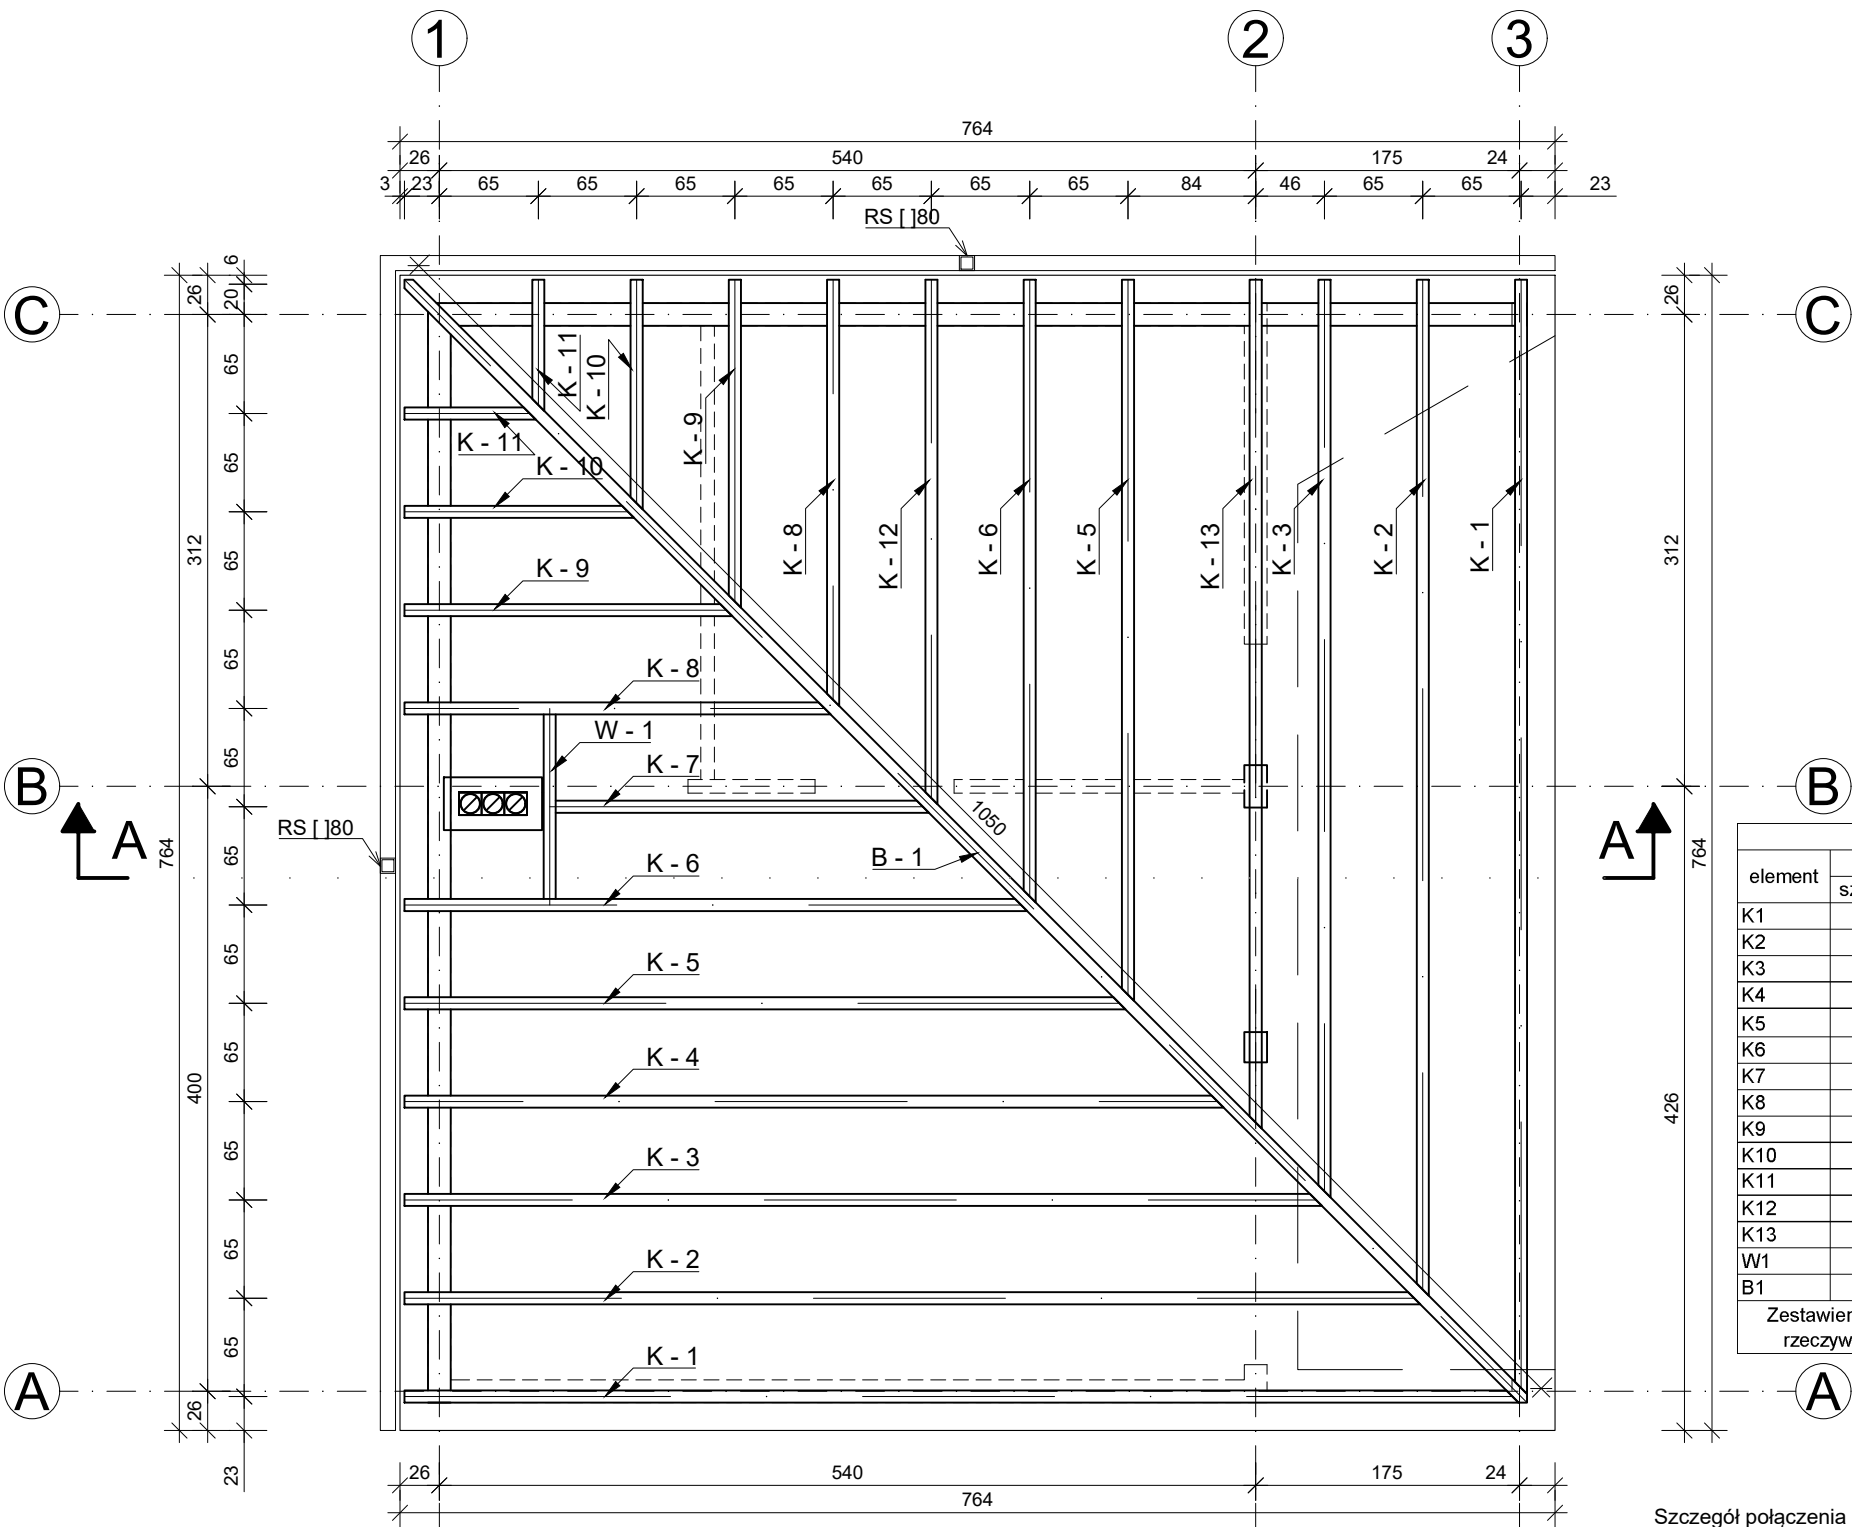 1 2 3
764
26 540 175 24
3 23 65 65 65 65 65 65 65 84 46 65 65 23
RS [ ]80
6
26
20
C
C
26
65
K - 11
K - 10
K - 9
K - 11
K - 10
65
K - 8
K - 12
K - 6
K - 5
K - 13
K - 3
K - 2
K - 1
312
65
312
K - 9
65
K - 8
W - 1
65
K - 7
B
B
RS [ ]80
A
764
65
1050
B - 1
K - 6
A
764
65
K - 5
400
65
K - 4
426
65
K - 3
65
K - 2
65
K - 1
A
A
26
23
element
K1
K2
K3
K4
K5
K6
K7
K8
K9
K10
K11
K12
K13
W1
B1
26 540 175 24
764
Szczegół połączenia